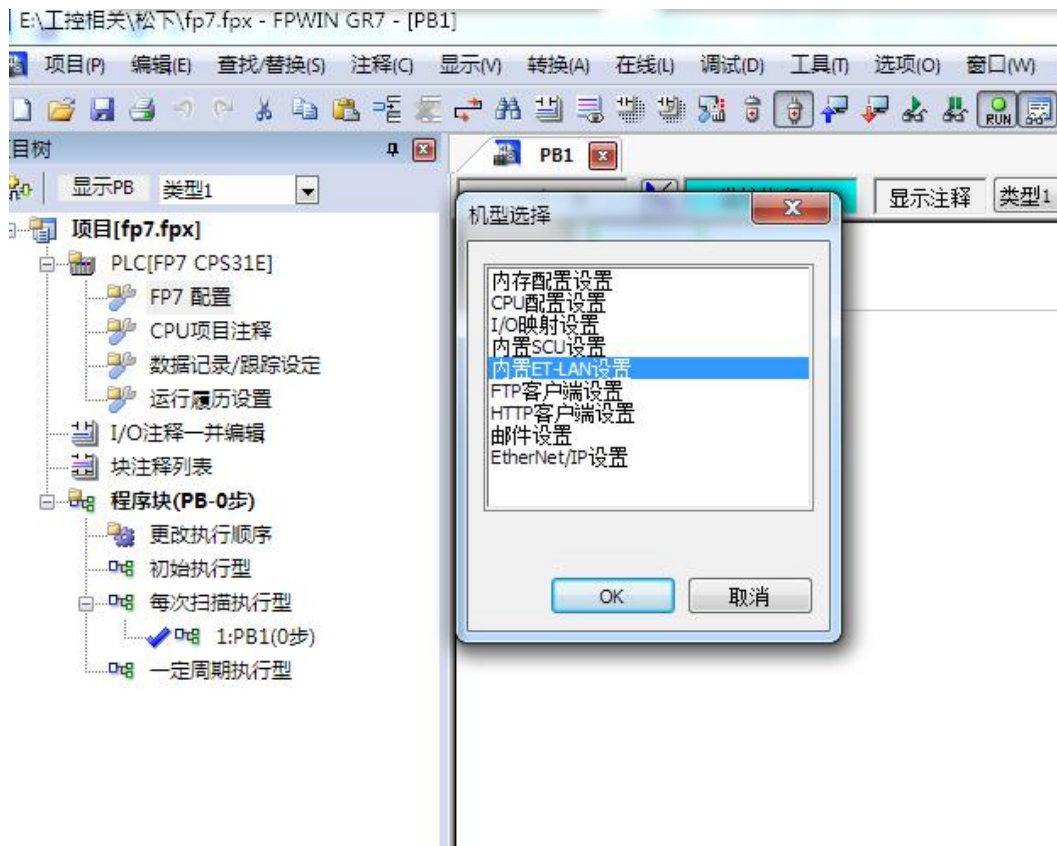 E:\工控相关\松下\fp7.fpx - FPWIN GR7 - [PB1]
项目(P) 编辑(E) 查找/替换(S) 注释(C) 显示(V) 转换(A) 在线(L) 调试(D) 工具(T) 选项(O) 窗口(W)
RUN
目树
PB1
显示PB 类型1
显示注释 类型1
机型选择
项目[fp7.fpx]
PLC[FP7 CPS31E]
FP7 配置
CPU项目注释
数据记录/跟踪设定
运行履历设置
I/O注释一并编辑
块注释列表
程序块(PB-0步)
更改执行顺序
初始执行型
每次扫描执行型
1:PB1(0步)
一定周期执行型
内存配置设置
CPU配置设置
I/O映射设置
内置SCU设置
内置ET-LAN设置
FTP客户端设置
HTTP客户端设置
邮件设置
EtherNet/IP设置
OK 取消